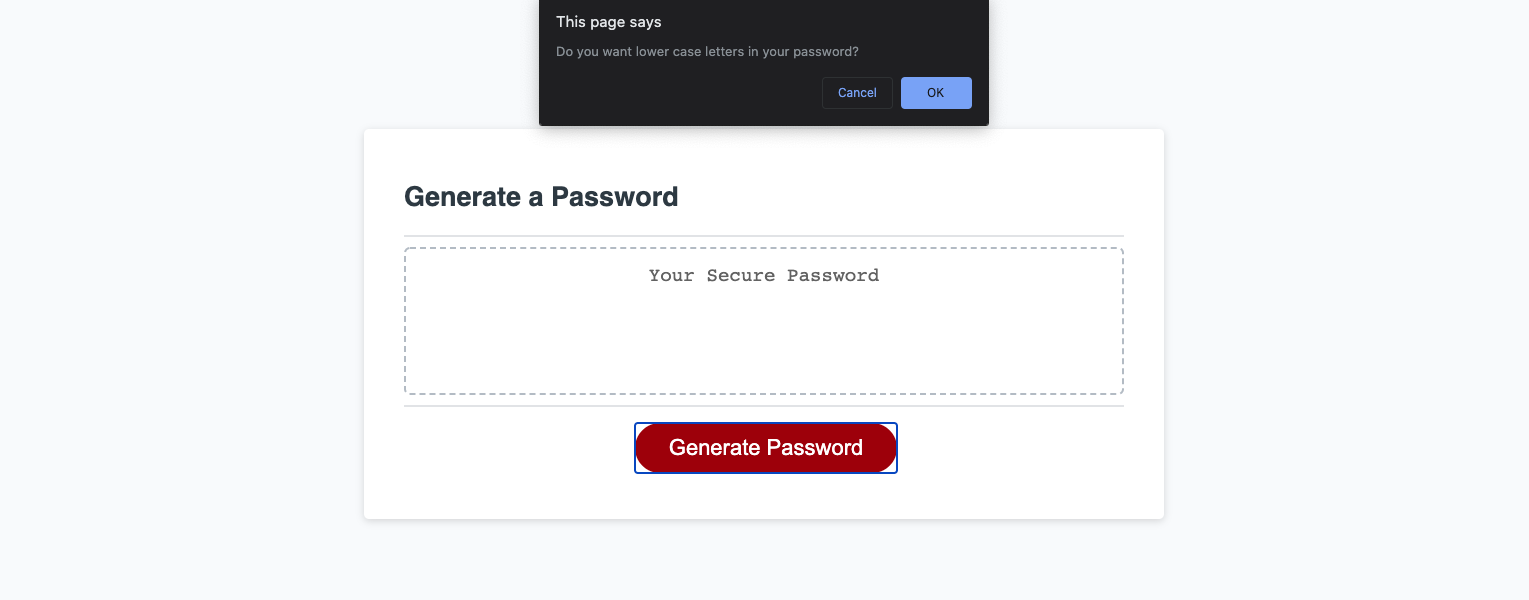 This page says
Do you want lower case letters in your password?
Cancel
OK
Generate a Password
Your Secure Password
Generate Password